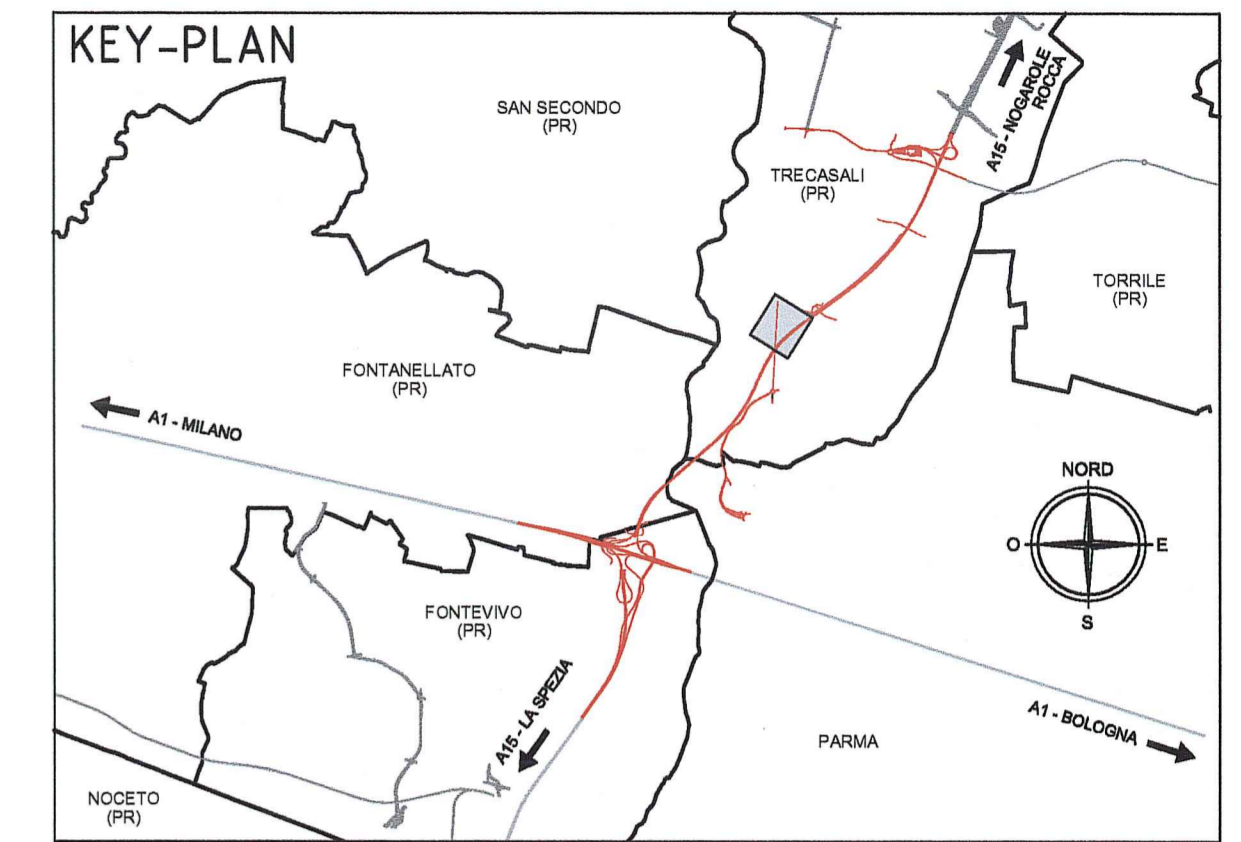 KEY-PLAN
SAN SECONDO
(PR)
A15 - NOGAROLE
ROCCA
TRECASALI
(PR)
TORRILE
(PR)
FONTANELLATO
(PR)
A1 - MILANO
NORD
O
E
S
FONTEVIVO
(PR)
A15 - LA SPEZIA
A1 - BOLOGNA
PARMA
NOCETO
(PR)